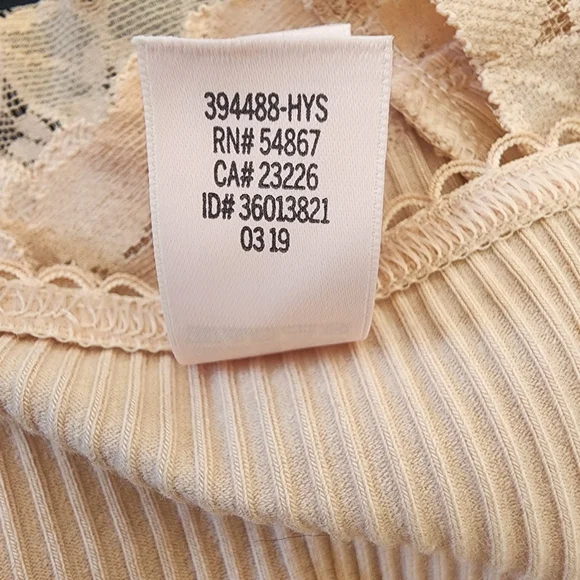 394488-HYS
RN# 54867
CA# 23226
ID# 36013821
03 19